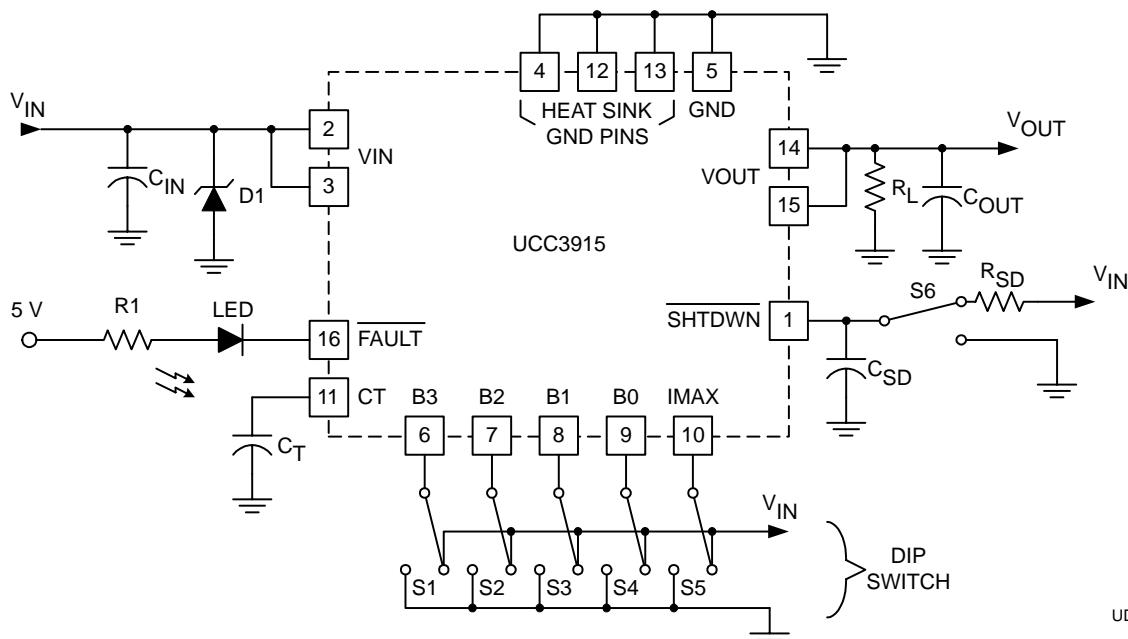 4 12 13 5
HEAT SINK GND
GND PINS
VIN
2
VIN
3
CIN
D1
14
VOUT
VOUT
15
RL
COUT
UCC3915
5 V
R1
LED
16
FAULT
11
CT
CT
SHTDWN
1
S6
RSD
VIN
CSD
B3 B2 B1 B0 IMAX
6 7 8 9 10
VIN
S1 S2 S3 S4 S5
DIP
SWITCH